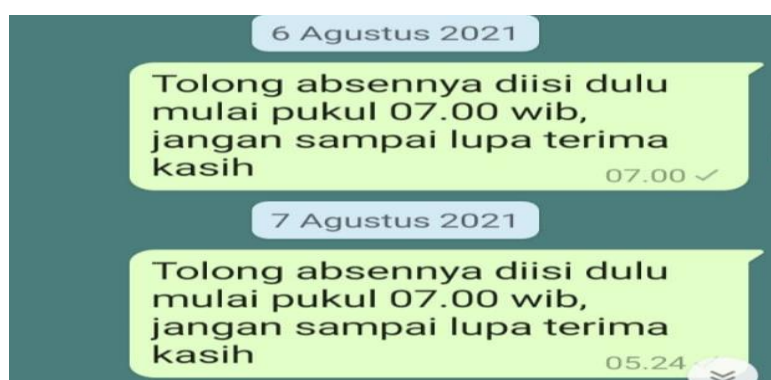 6 Agustus 2021
Tolong absennya diisi dulu
mulai pukul 07.00 wib,
jangan sampai lupa terima
kasih
07.00
7 Agustus 2021
Tolong absennya diisi dulu
mulai pukul 07.00 wib,
jangan sampai lupa terima
kasih
05.24